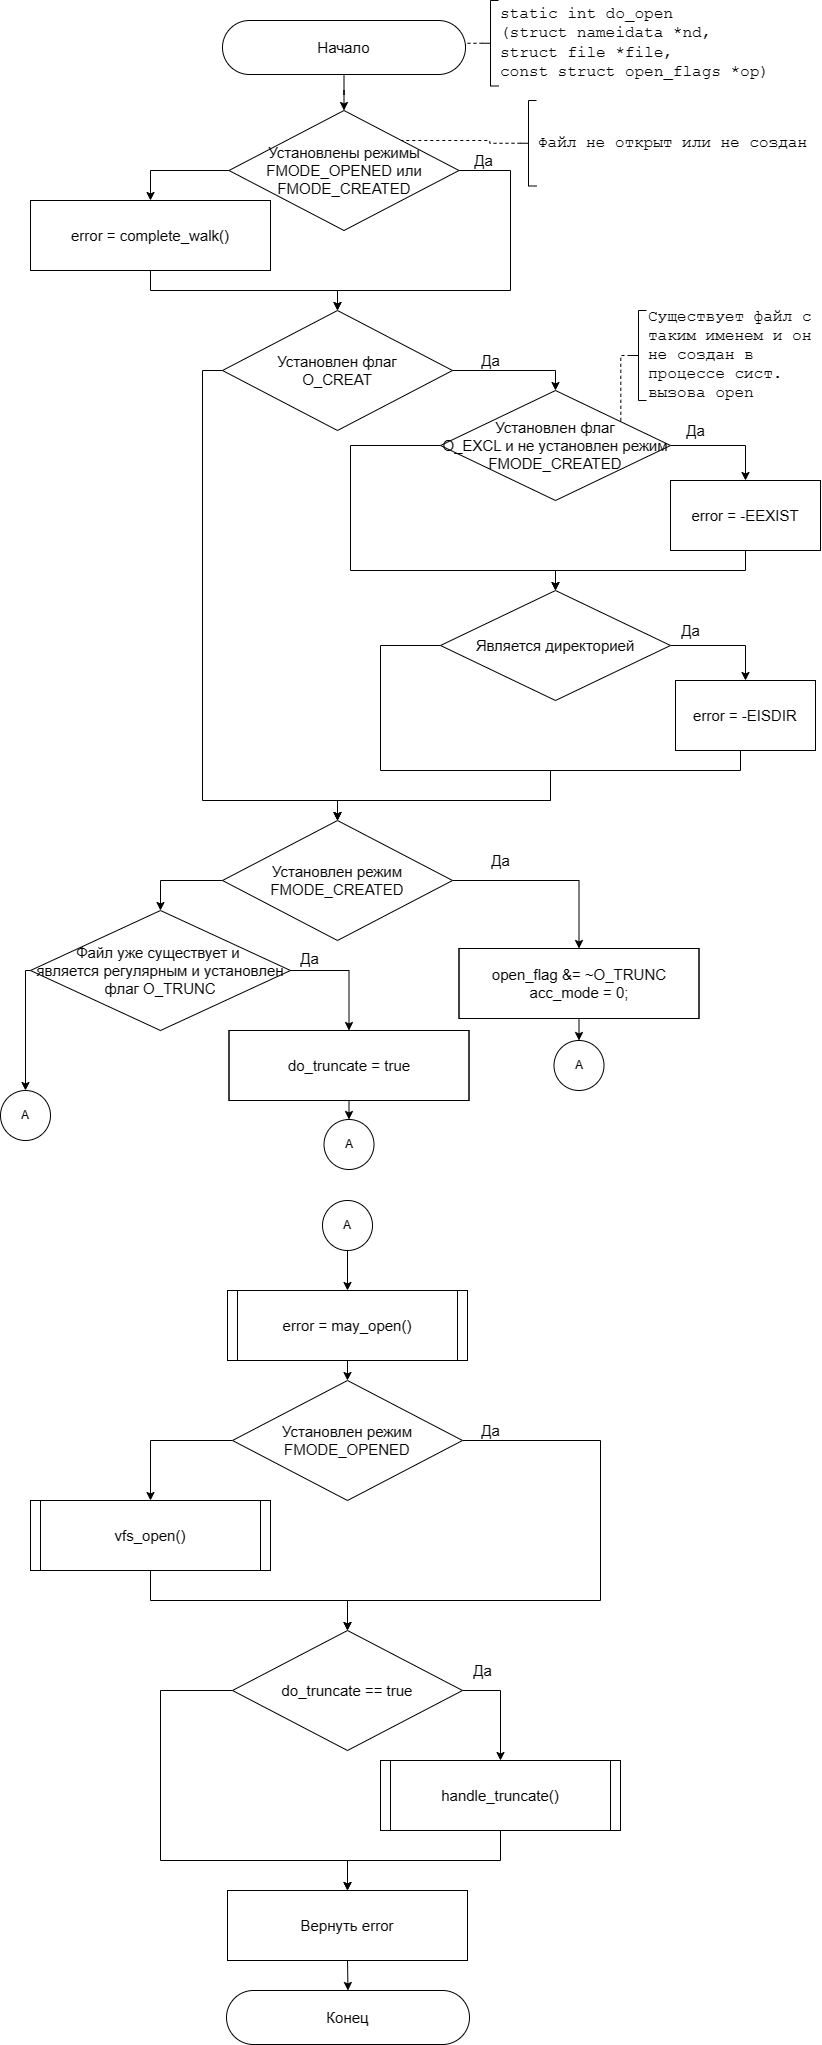 Начало
static int do_open
(struct nameidata *nd,
struct file *file,
const struct open_flags *op)
Файл не открыт или не создан
Установлены режимы
FMODE_OPENED или
FMODE_CREATED
Да
error = complete_walk()
Существует файл с
таким именем и он
не создан в
процессе сист.
вызова open
Установлен флаг
O_CREAT
Да
Установлен флаг
O_EXCL и не установлен режим
FMODE_CREATED
Да
error = -EEXIST
Является директорией
Да
error = -EISDIR
Установлен режим
FMODE_CREATED
Да
Файл уже существует и
является регулярным и установлен
флаг O_TRUNC
Да
open_flag &= ~O_TRUNC
acc_mode = 0;
do_truncate = true
A
A
A
A
error = may_open()
Установлен режим
FMODE_OPENED
Да
vfs_open()
do_truncate == true
Да
handle_truncate()
Вернуть error
Конец